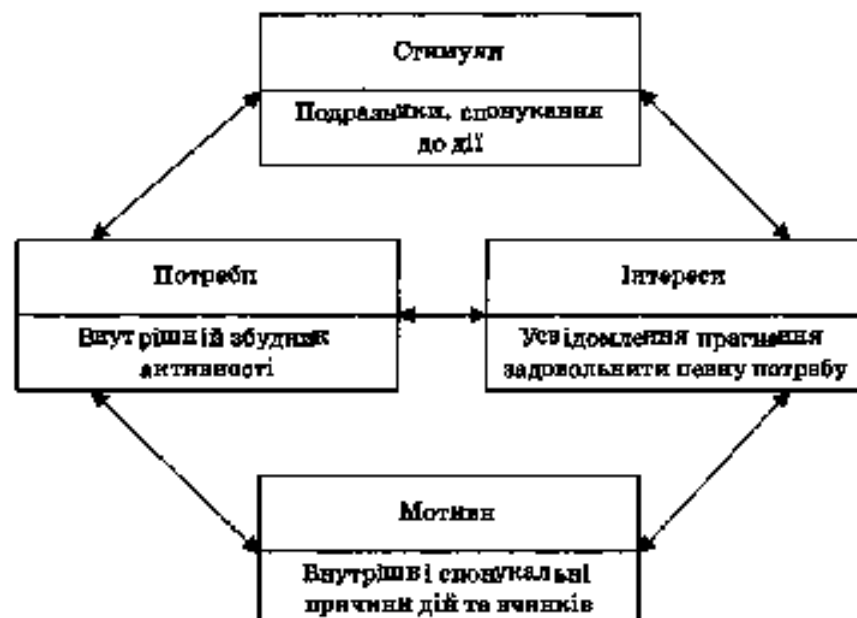 Стимули
Подразники, спонукання
до дії
Потреби
Внутрішній збудник
активності
Інтереси
Усвідомлення прагнення
задовольнити певну потребу
Мотиви
Внутрішні спонукальні
причини дій та вчинків